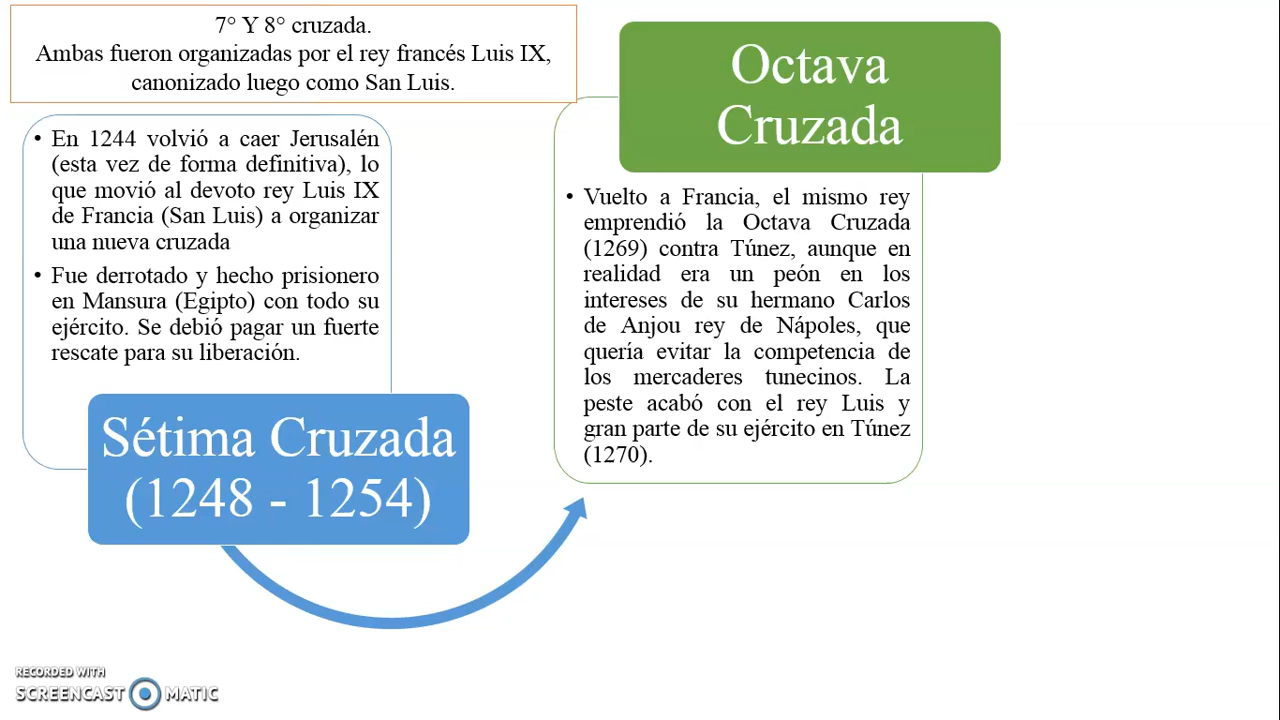 7° Y 8° cruzada.
Ambas fueron organizadas por el rey francés Luis IX,
canonizado luego como San Luis.
• En 1244 volvió a caer Jerusalén
(esta vez de forma definitiva), lo
que movió al devoto rey Luis IX
de Francia (San Luis) a organizar
una nueva cruzada
• Fue derrotado y hecho prisionero
en Mansura (Egipto) con todo su
ejército. Se debió pagar un fuerte
rescate para su liberación.
Sétima Cruzada
(1248 - 1254)
Octava
Cruzada
• Vuelto a Francia, el mismo rey
emprendió la Octava Cruzada
(1269) contra Túnez, aunque en
realidad era un peón en los
intereses de su hermano Carlos
de Anjou rey de Nápoles, que
quería evitar la competencia de
los mercaderes tunecinos. La
peste acabó con el rey Luis y
gran parte de su ejército en Túnez
(1270).
RECORDED WITH
SCREENCAST MATIC